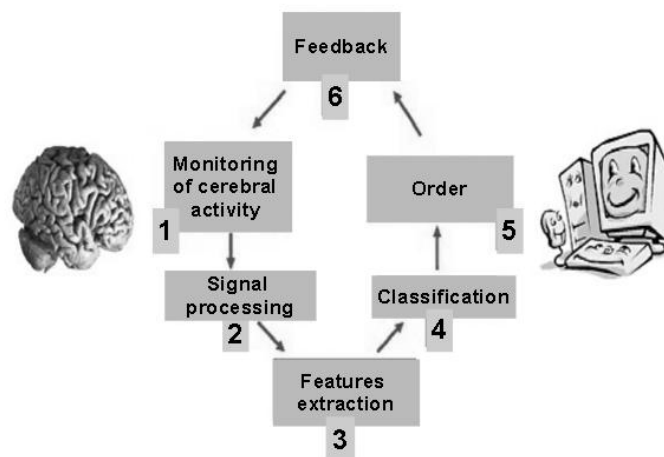 Feedback
6
Monitoring
of cerebral
activity
1
Order
5
Signal
processing
2
Classification
4
Features
extraction
3